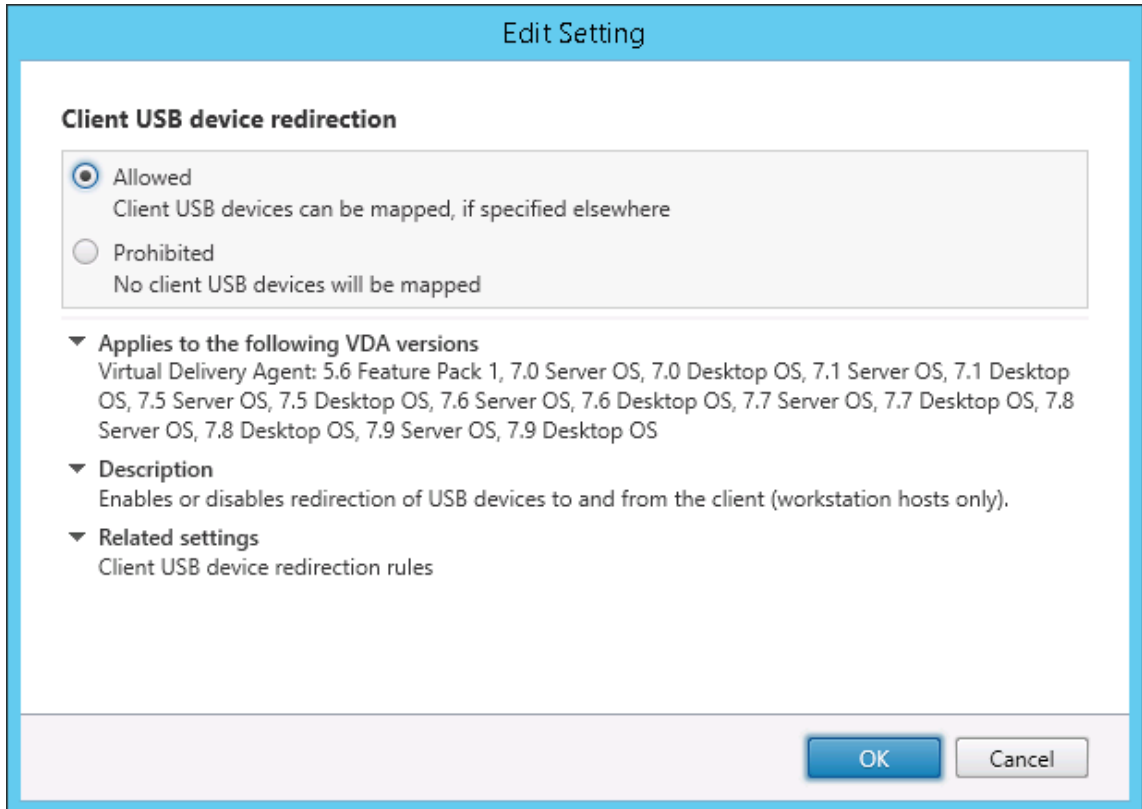 Edit Setting
Client USB device redirection
Allowed
Client USB devices can be mapped, if specified elsewhere
Prohibited
No client USB devices will be mapped
Applies to the following VDA versions
Virtual Delivery Agent: 5.6 Feature Pack 1, 7.0 Server OS, 7.0 Desktop OS, 7.1 Server OS, 7.1 Desktop
OS, 7.5 Server OS, 7.5 Desktop OS, 7.6 Server OS, 7.6 Desktop OS, 7.7 Server OS, 7.7 Desktop OS, 7.8
Server OS, 7.8 Desktop OS, 7.9 Server OS, 7.9 Desktop OS
Description
Enables or disables redirection of USB devices to and from the client (workstation hosts only).
Related settings
Client USB device redirection rules
OK Cancel